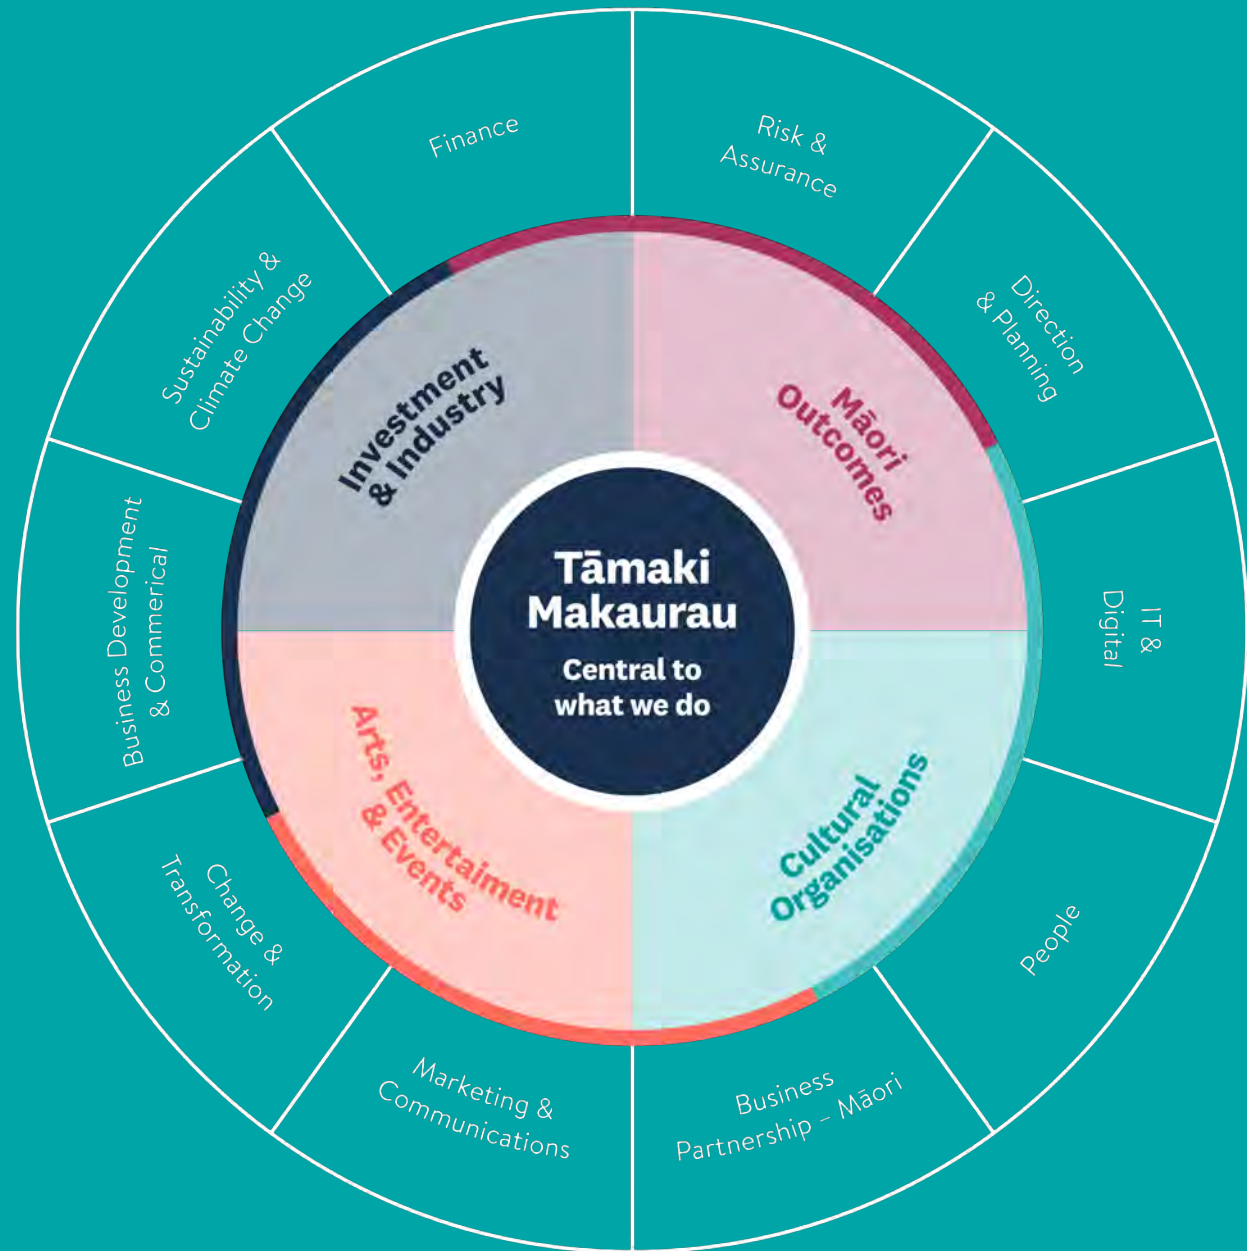 Finance
Risk &
Assurance
Direction
& Planning
IT &
Digital
People
Business
Partnership – Māori
Marketing &
Communications
Change &
Transformation
Business Development
& Commerical
Sustainability &
Climate Change
Investment
& Industry
Māori
Outcomes
Cultural
Organisations
Arts, Entertaiment
& Events
Tāmaki
Makaurau
Central to
what we do